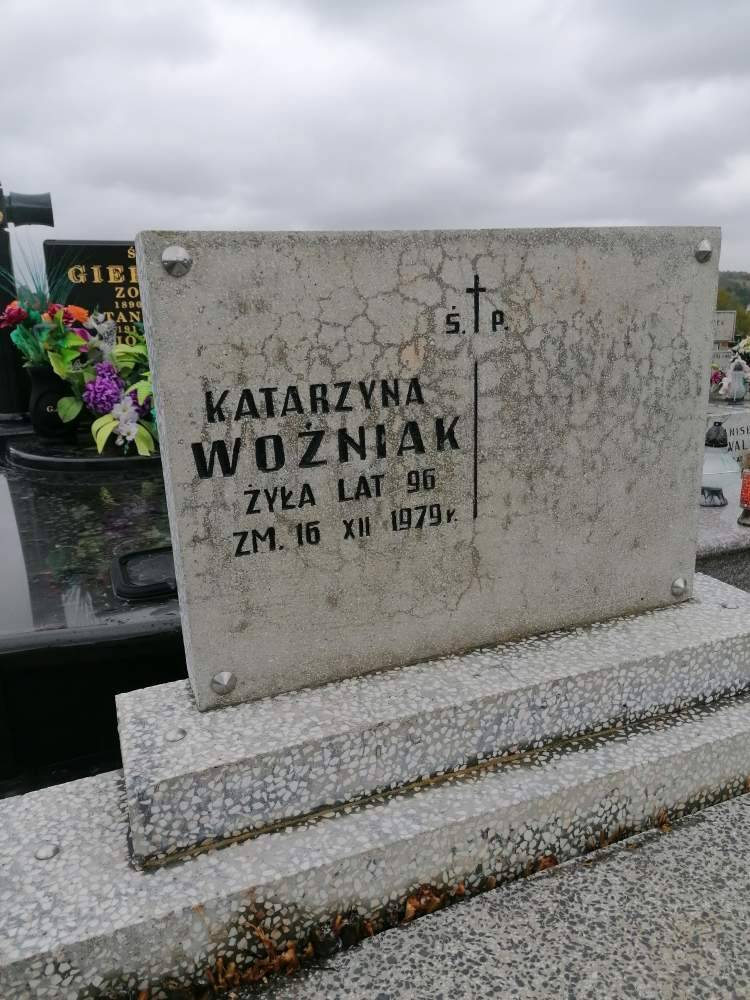 Ś. P.
KATARZYNA
WOŹNIAK
ŻYŁA LAT 96
ZM. 16 XII 1979 r.